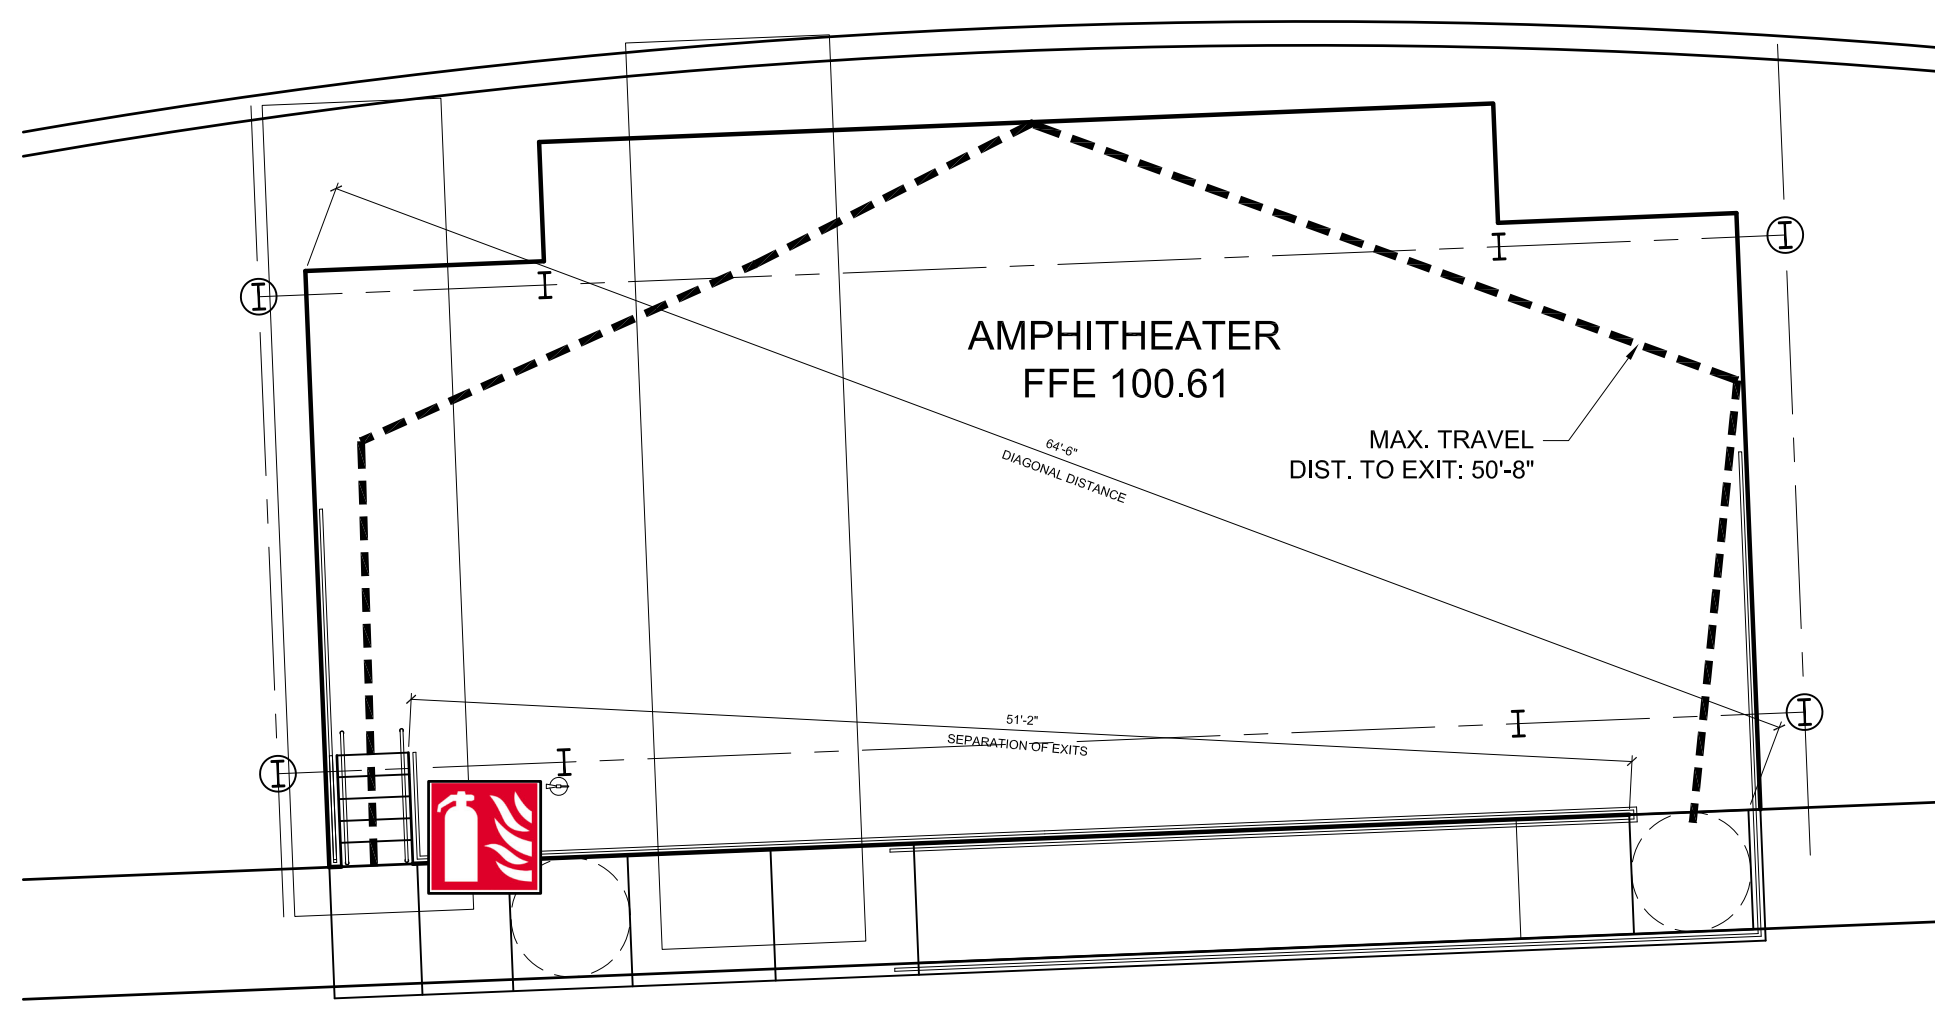 AMPHITHEATER
FFE 100.61
64'-6"
DIAGONAL DISTANCE
MAX. TRAVEL
DIST. TO EXIT: 50'-8"
51'-2"
SEPARATION OF EXITS